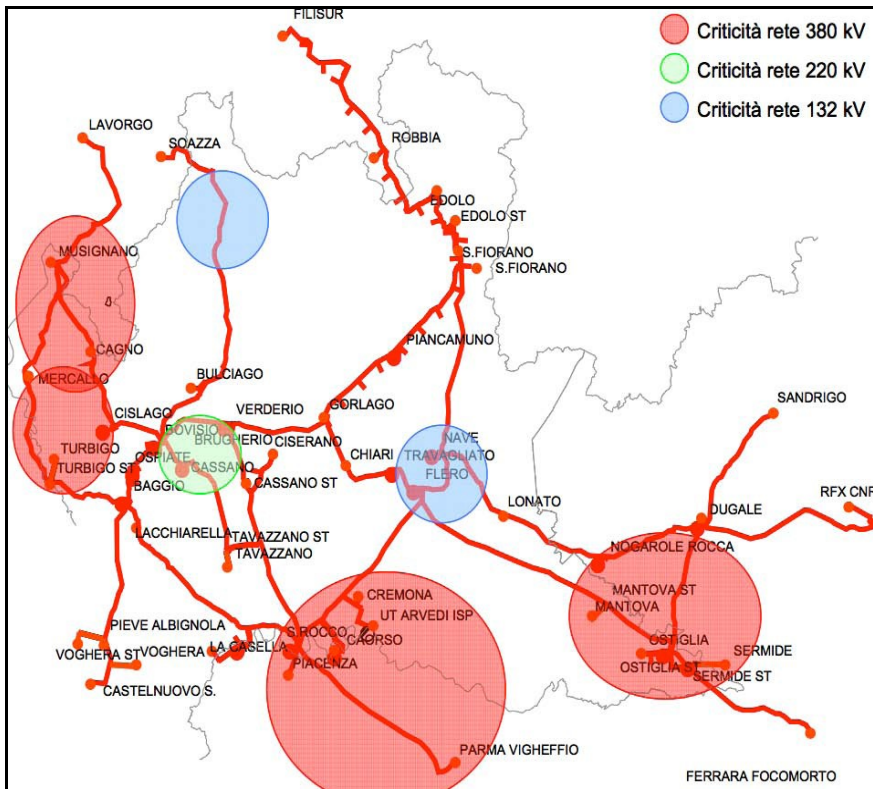 FILISUR
Criticità rete 380 kV
Criticità rete 220 kV
Criticità rete 132 kV
LAVORGO
SOAZZA
ROBBIA
EDOLO
EDOLO ST
MUSIGNANO
S.FIORANO
S.FIORANO
PIANCAMUNO
CAGNO
MERCALLO
BULCIAGO
CISLAGO
VERDERIO
GORLAGO
SANDRIGO
BOVISIO
BRUGHERIO
CISERANO
NAVE
TURBIGO
OSPIATE
CHIARI
TRAVAGLIATO
TURBIGO ST
CASSANO
FLERO
BAGGIO
CASSANO ST
LONATO
RFX CNR
DUGALE
LACCHIARELLA
TAVAZZANO ST
TAVAZZANO
NOGAROLE ROCCA
CREMONA
MANTOVA ST
MANTOVA
UT ARVEDI ISP
PIEVE ALBIGNOLA
S.ROCCO
CAORSO
OSTIGLIA
VOGHERA ST
VOGHERA
LA CASELLA
PIACENZA
OSTIGLIA ST
SERMIDE
SERMIDE ST
CASTELNUOVO S.
PARMA VIGHEFFIO
FERRARA FOCOMORTO